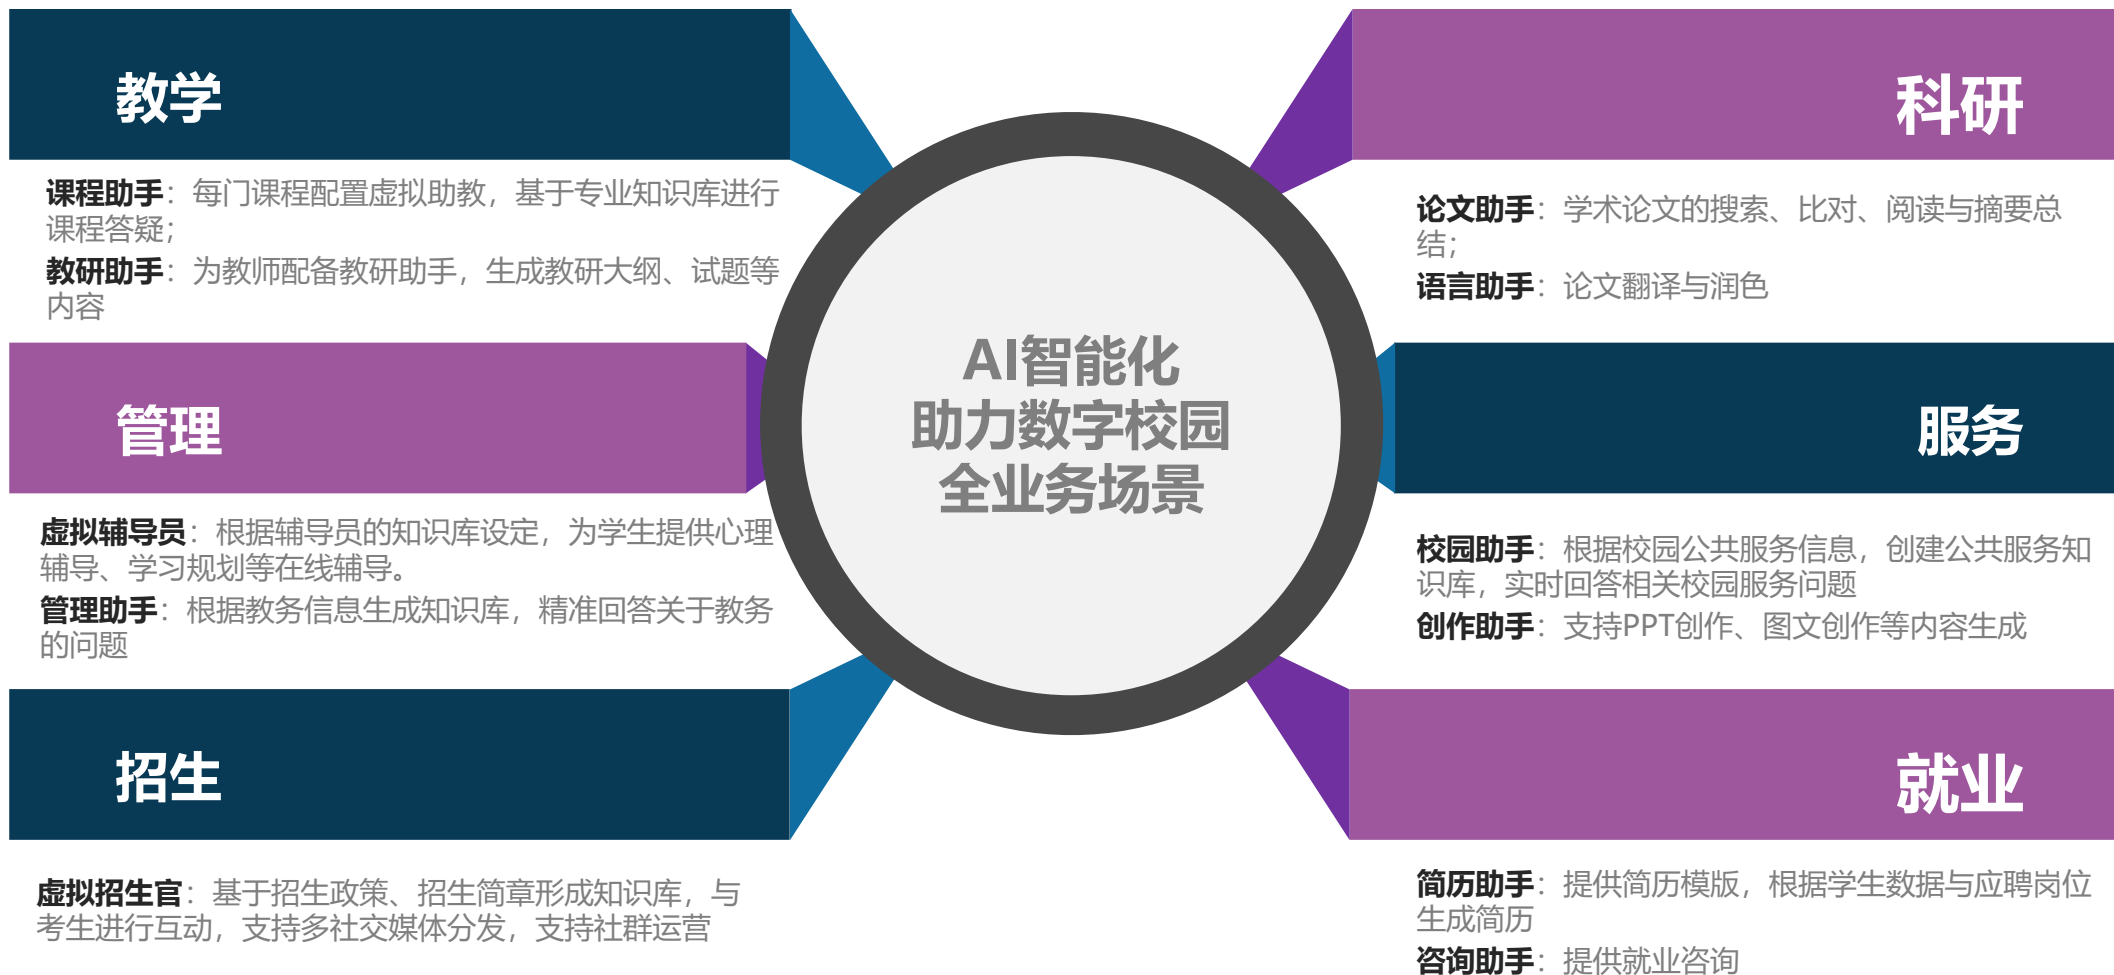 教学
课程助手：每门课程配置虚拟助教，基于专业知识库进行
课程答疑；
教研助手：为教师配备教研助手，生成教研大纲、试题等
内容
管理
虚拟辅导员：根据辅导员的知识库设定，为学生提供心理
辅导、学习规划等在线辅导。
管理助手：根据教务信息生成知识库，精准回答关于教务
的问题
招生
虚拟招生官：基于招生政策、招生简章形成知识库，与
考生进行互动，支持多社交媒体分发，支持社群运营
AI智能化
助力数字校园
全业务场景
科研
论文助手：学术论文的搜索、比对、阅读与摘要总
结；
语言助手：论文翻译与润色
服务
校园助手：根据校园公共服务信息，创建公共服务知
识库，实时回答相关校园服务问题
创作助手：支持PPT创作、图文创作等内容生成
就业
简历助手：提供简历模版，根据学生数据与应聘岗位
生成简历
咨询助手：提供就业咨询